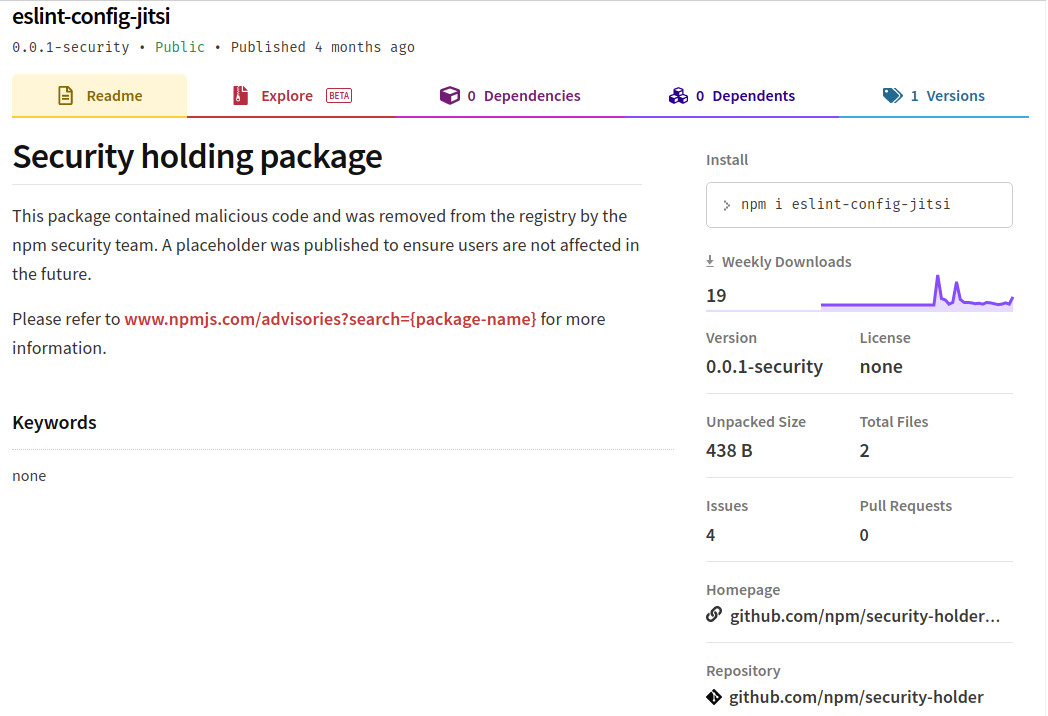 eslint-config-jitsi
0.0.1-security • Public • Published 4 months ago
Readme
Explore BETA
0 Dependencies
0 Dependents
1 Versions
Security holding package
This package contained malicious code and was removed from the registry by the
npm security team. A placeholder was published to ensure users are not affected in
the future.
Please refer to www.npmjs.com/advisories?search={package-name} for more
information.
Keywords
none
Install
> npm i eslint-config-jitsi
Weekly Downloads
19
Version
License
0.0.1-security
none
Unpacked Size
Total Files
438 B
2
Issues
Pull Requests
4
0
Homepage
github.com/npm/security-holder...
Repository
github.com/npm/security-holder